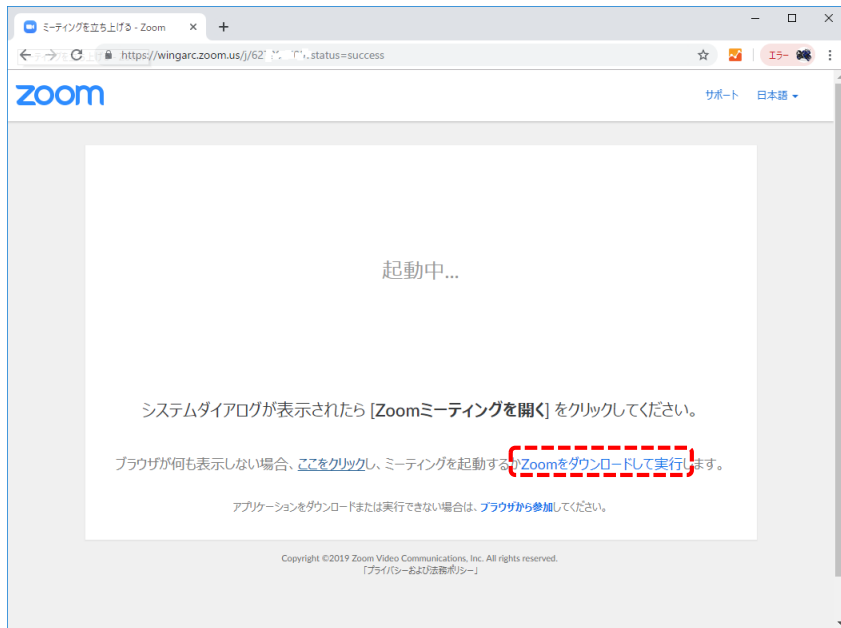 ミーティングを立ち上げる - Zoom
https://wingarc.zoom.us/j/62 status=success
エラー
zoom
サポート 日本語
起動中...
システムダイアログが表示されたら [Zoomミーティングを開く] をクリックしてください。
ブラウザが何も表示しない場合、ここをクリックし、ミーティングを起動するかZoomをダウンロードして実行します。
アプリケーションをダウンロードまたは実行できない場合は、ブラウザから参加してください。
Copyright ©2019 Zoom Video Communications, Inc. All rights reserved.
「プライバシーおよび法務ポリシー」